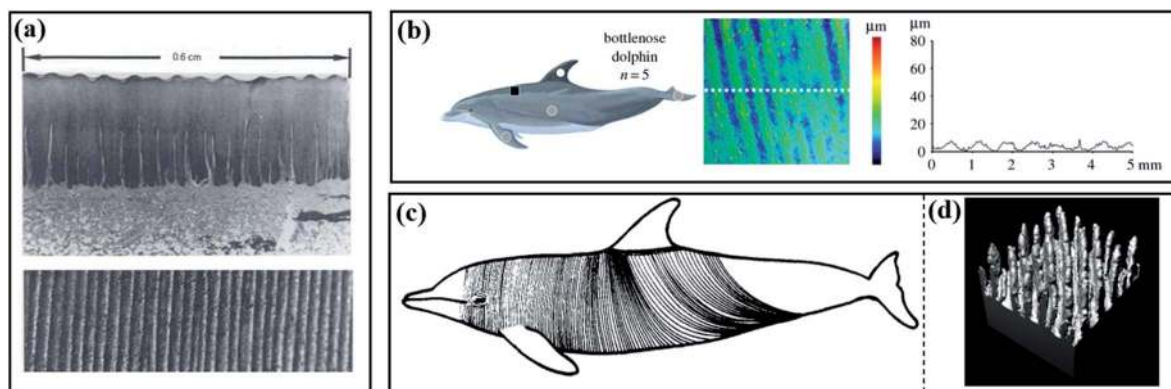 (a)
0.6 cm
(b)
bottlenose
dolphin
n = 5
μm
μm
80
60
40
20
0
0 1 2 3 4 5 mm
(c)
(d)